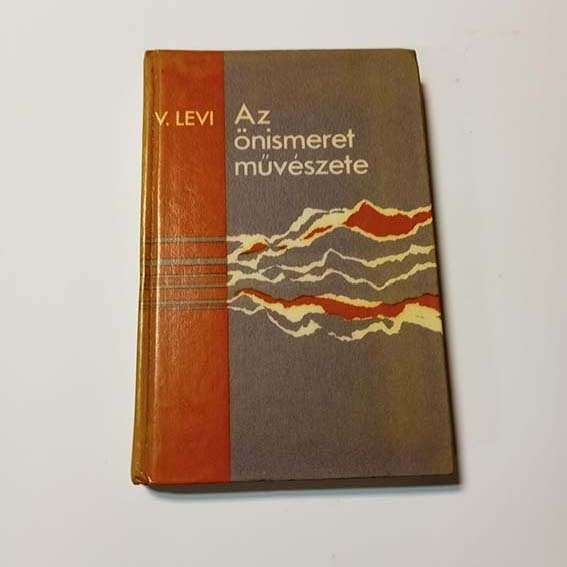 V. LEVI
Az
önismeret
művészete